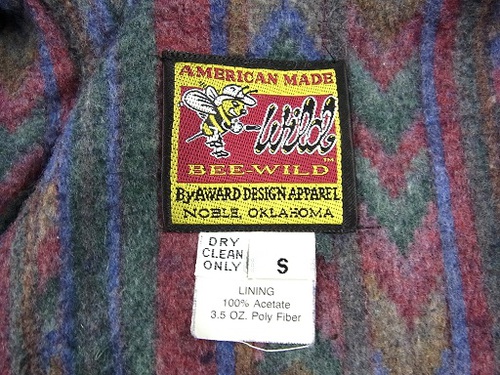 AMERICAN MADE
Wild
BEE-WILD™
By AWARD DESIGN APPAREL
NOBLE, OKLAHOMA
DRY
CLEAN
ONLY
S
LINING
100% Acetate
3.5 OZ. Poly Fiber